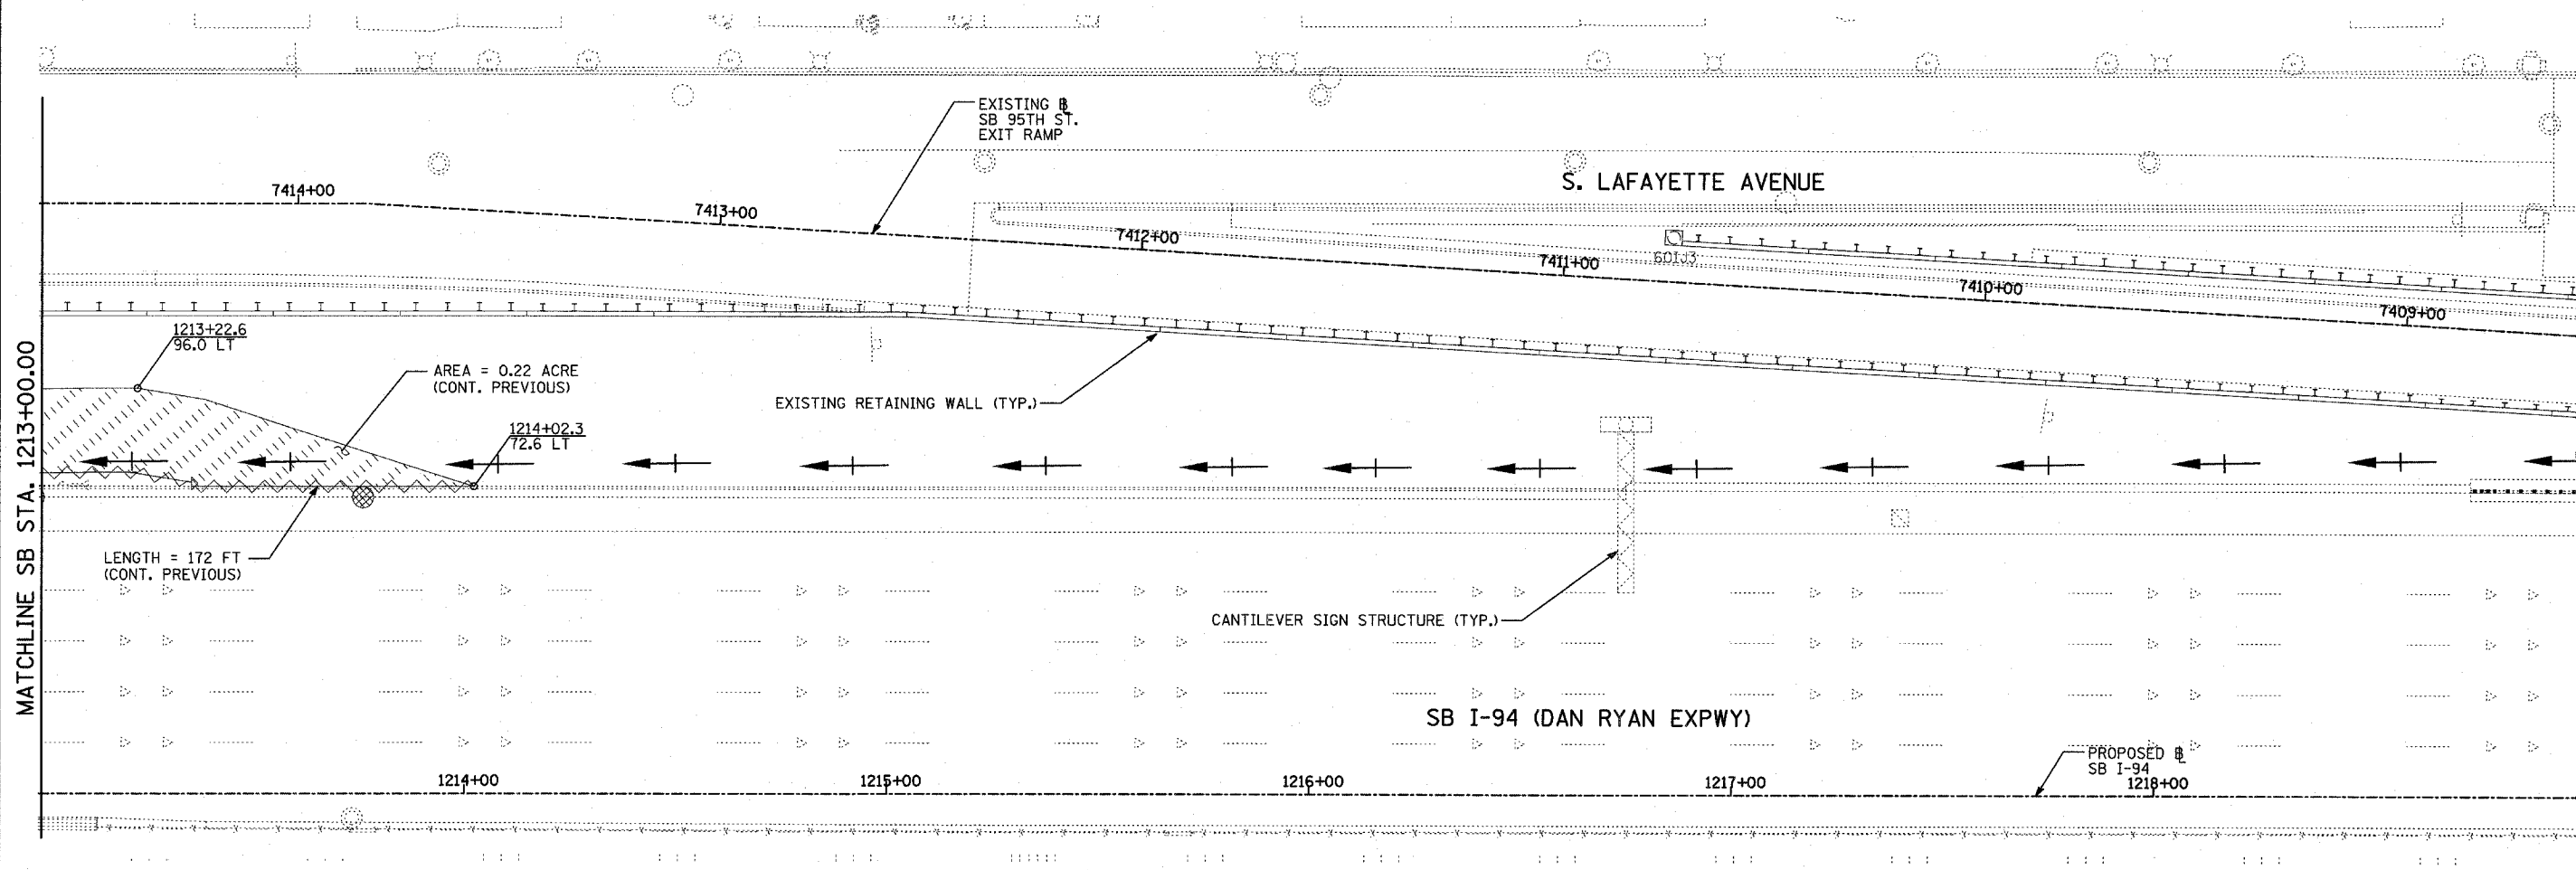 EXISTING ℄
SB 95TH ST.
EXIT RAMP
S. LAFAYETTE AVENUE
7414+00
7413+00
7412+00
7411+00
601J3
7410+00
7409+00
1213+22.6
96.0 LT
AREA = 0.22 ACRE
(CONT. PREVIOUS)
EXISTING RETAINING WALL (TYP.)
1214+02.3
72.6 LT
MATCHLINE SB STA. 1213+00.00
LENGTH = 172 FT
(CONT. PREVIOUS)
CANTILEVER SIGN STRUCTURE (TYP.)
SB I-94 (DAN RYAN EXPWY)
PROPOSED ℄
SB I-94
1214+00
1215+00
1216+00
1217+00
1218+00